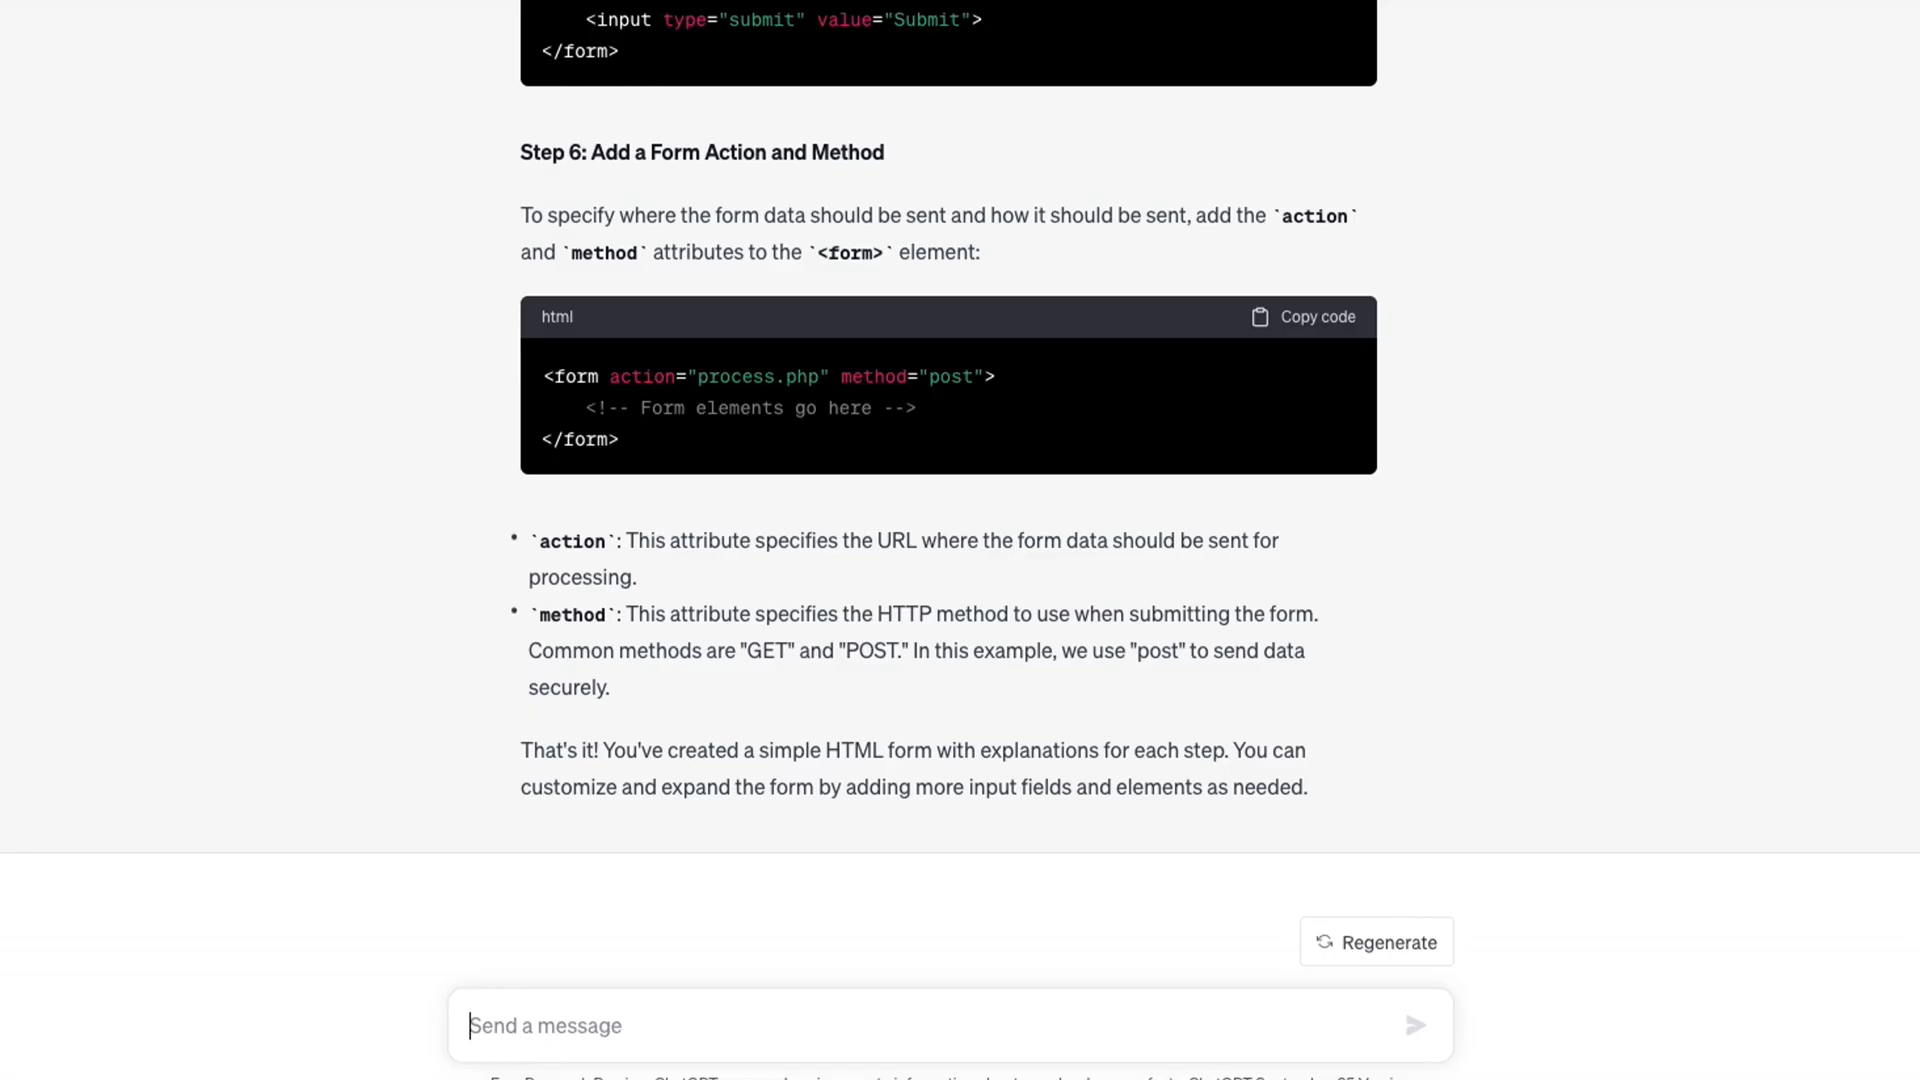 <input type="submit" value="Submit">
</form>
Step 6: Add a Form Action and Method
To specify where the form data should be sent and how it should be sent, add the `action`
and `method` attributes to the `<form>` element:
html
Copy code
<form action="process.php" method="post">
<!-- Form elements go here -->
</form>
• `action`: This attribute specifies the URL where the form data should be sent for
processing.
• `method`: This attribute specifies the HTTP method to use when submitting the form.
Common methods are "GET" and "POST." In this example, we use "post" to send data
securely.
That's it! You've created a simple HTML form with explanations for each step. You can
customize and expand the form by adding more input fields and elements as needed.
Regenerate
Send a message